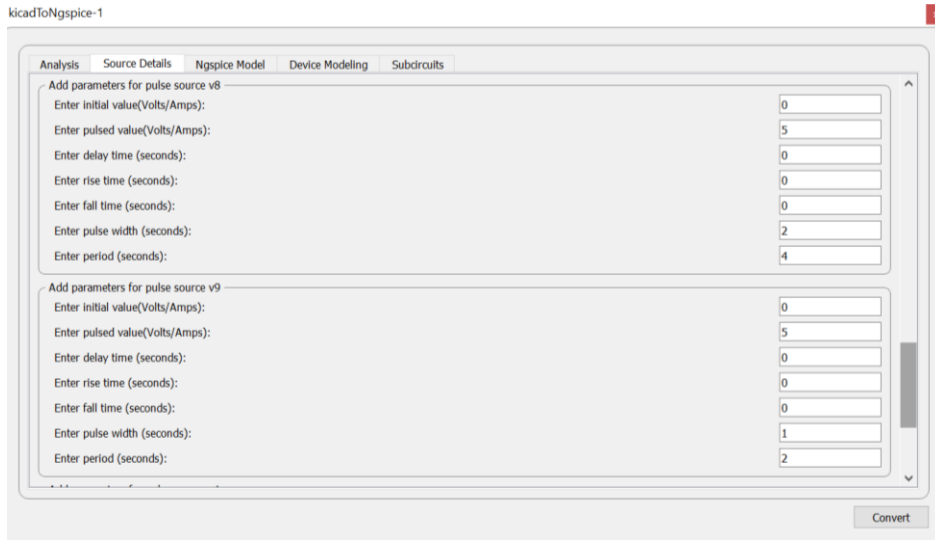 kicadToNgspice-1
Analysis Source Details Ngspice Model Device Modeling Subcircuits
Add parameters for pulse source v8
Enter initial value(Volts/Amps): 0
Enter pulsed value(Volts/Amps): 5
Enter delay time (seconds): 0
Enter rise time (seconds): 0
Enter fall time (seconds): 0
Enter pulse width (seconds): 2
Enter period (seconds): 4
Add parameters for pulse source v9
Enter initial value(Volts/Amps): 0
Enter pulsed value(Volts/Amps): 5
Enter delay time (seconds): 0
Enter rise time (seconds): 0
Enter fall time (seconds): 0
Enter pulse width (seconds): 1
Enter period (seconds): 2
Convert